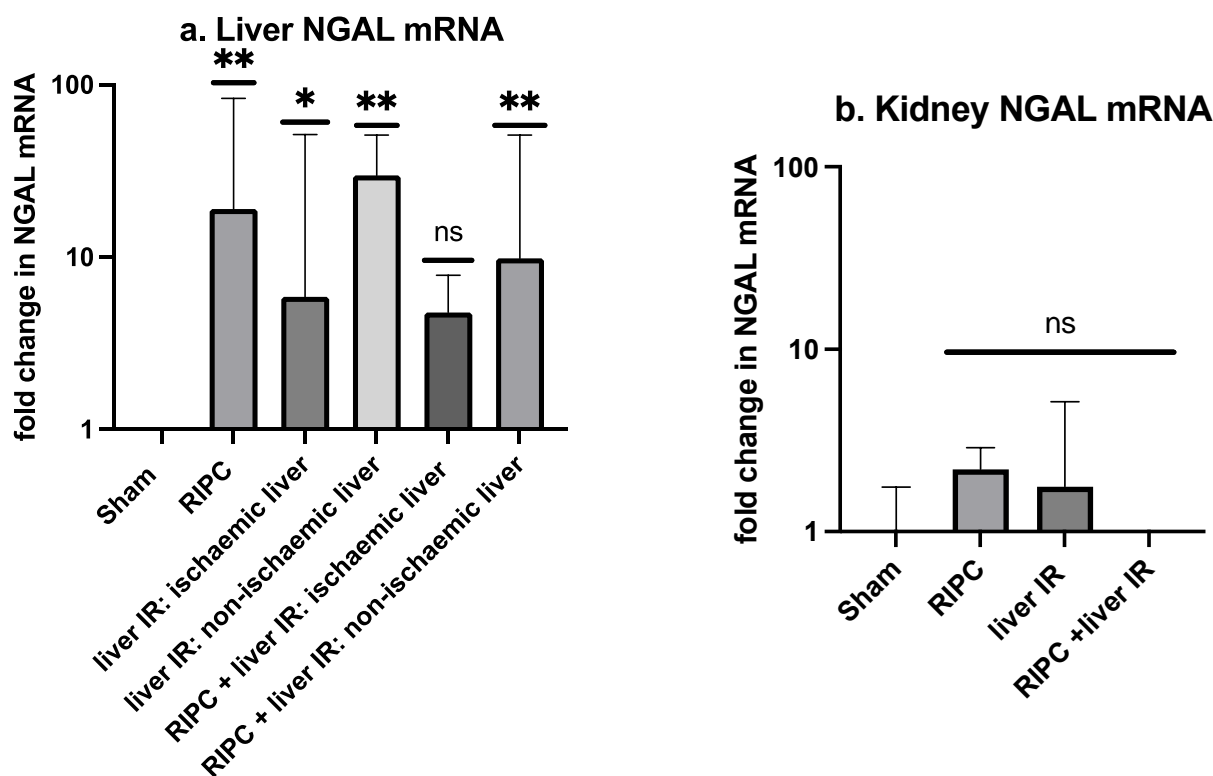 a. Liver NGAL mRNA
fold change in NGAL mRNA
100
10
1
**
*
**
ns
**
Sham
RIPC
liver IR: ischaemic liver
liver IR: non-ischaemic liver
RIPC + liver IR: ischaemic liver
RIPC + liver IR: non-ischaemic liver
b. Kidney NGAL mRNA
fold change in NGAL mRNA
100
10
1
ns
Sham
RIPC
liver IR
RIPC +liver IR